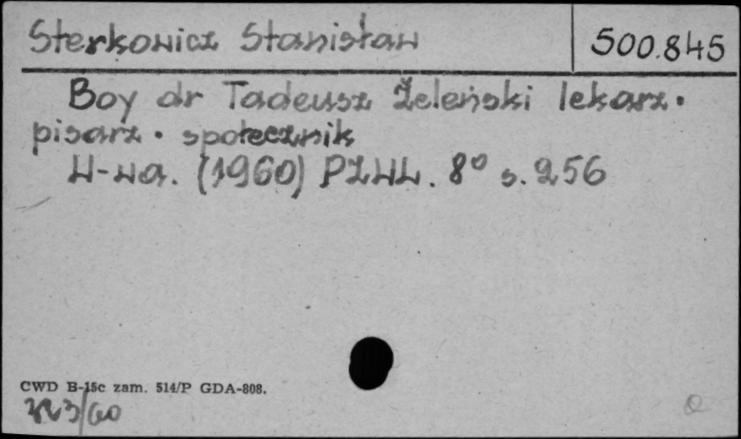 Sterkowicz Stanisław 500.845
Boy dr Tadeusz Żeleński lekarz.
pisarz. społecznik
W-wa. (1960) PZWL. 8° s. 256
CWD B-15c zam. 514/P GDA-808.